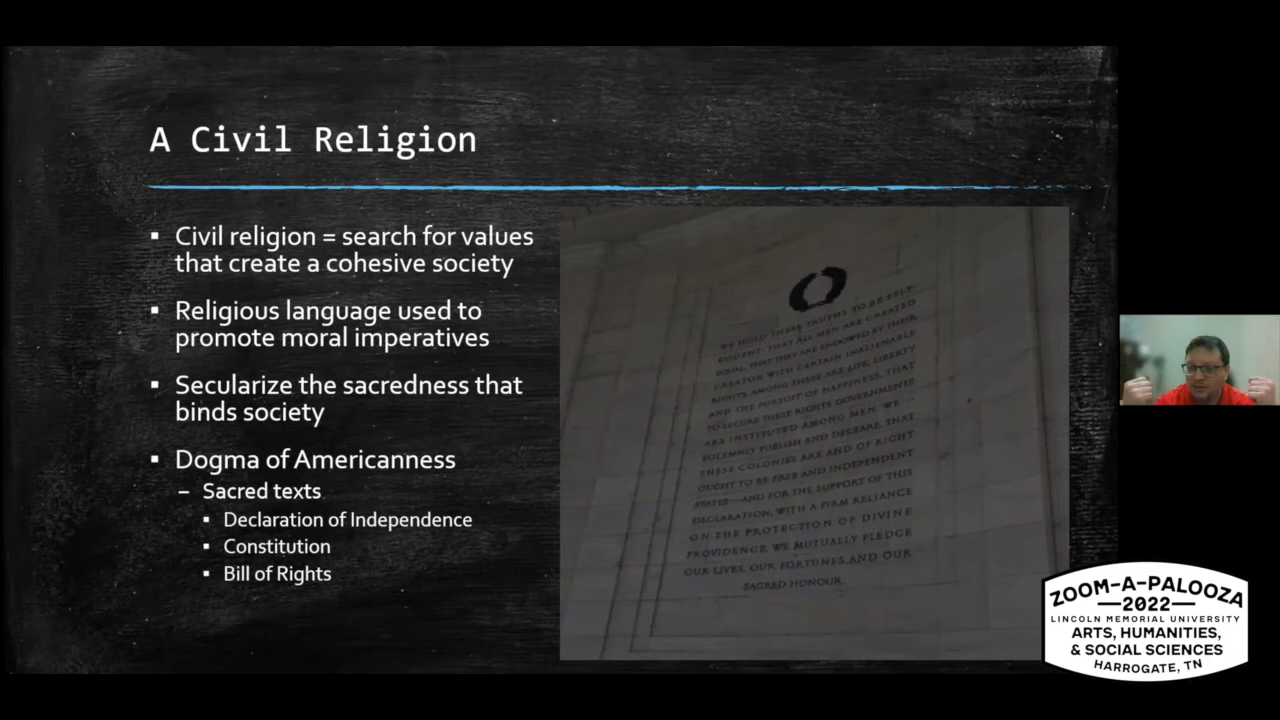 A Civil Religion
▪ Civil religion = search for values
that create a cohesive society
▪ Religious language used to
promote moral imperatives
▪ Secularize the sacredness that
binds society
▪ Dogma of Americanness
– Sacred texts
▪ Declaration of Independence
▪ Constitution
▪ Bill of Rights
WE HOLD THESE TRUTHS TO BE SELF-
EVIDENT: THAT ALL MEN ARE CREATED
EQUAL, THAT THEY ARE ENDOWED BY THEIR
CREATOR WITH CERTAIN INALIENABLE
RIGHTS, AMONG THESE ARE LIFE, LIBERTY
AND THE PURSUIT OF HAPPINESS, THAT
TO SECURE THESE RIGHTS GOVERNMENTS
ARE INSTITUTED AMONG MEN. WE···
SOLEMNLY PUBLISH AND DECLARE, THAT
THESE COLONIES ARE AND OF RIGHT
OUGHT TO BE FREE AND INDEPENDENT
STATES···AND FOR THE SUPPORT OF THIS
DECLARATION, WITH A FIRM RELIANCE
ON THE PROTECTION OF DIVINE
PROVIDENCE, WE MUTUALLY PLEDGE
OUR LIVES, OUR FORTUNES, AND OUR
SACRED HONOUR.
ZOOM-A-PALOOZA
—2022—
LINCOLN MEMORIAL UNIVERSITY
ARTS, HUMANITIES,
& SOCIAL SCIENCES
HARROGATE, TN